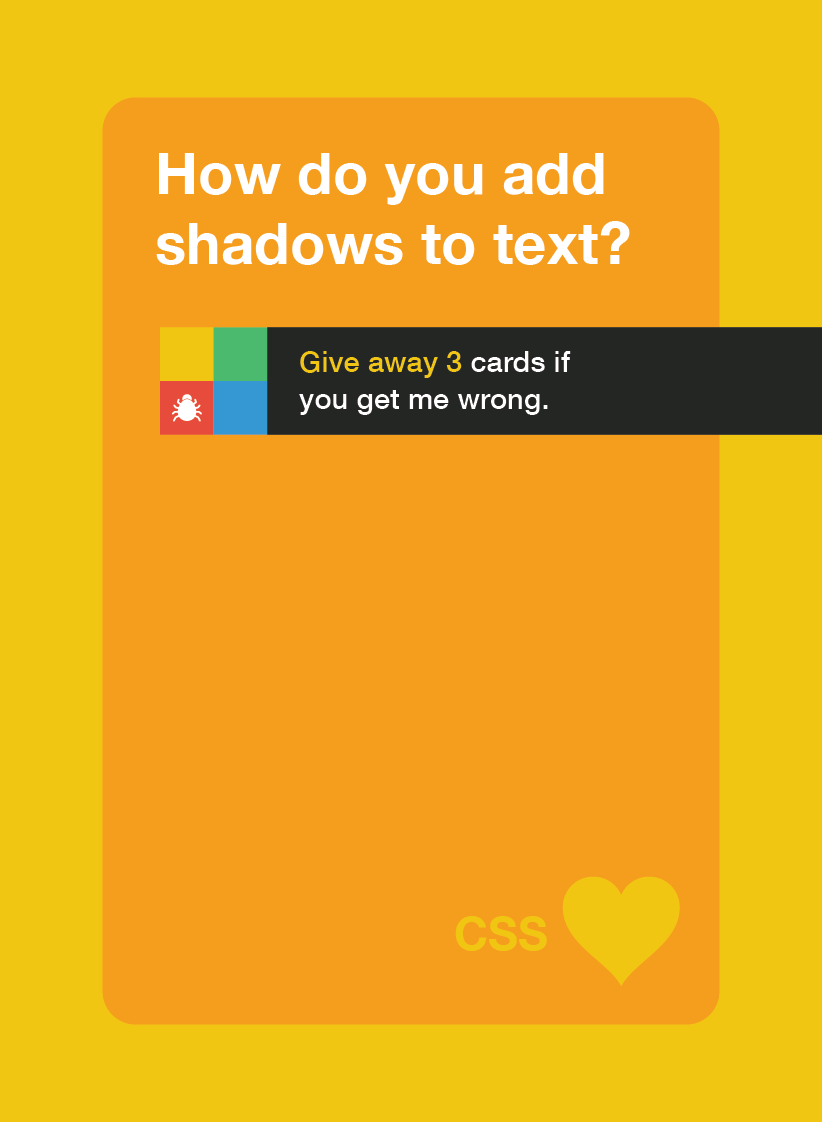 How do you add
shadows to text?
Give away 3 cards if
you get me wrong.
CSS